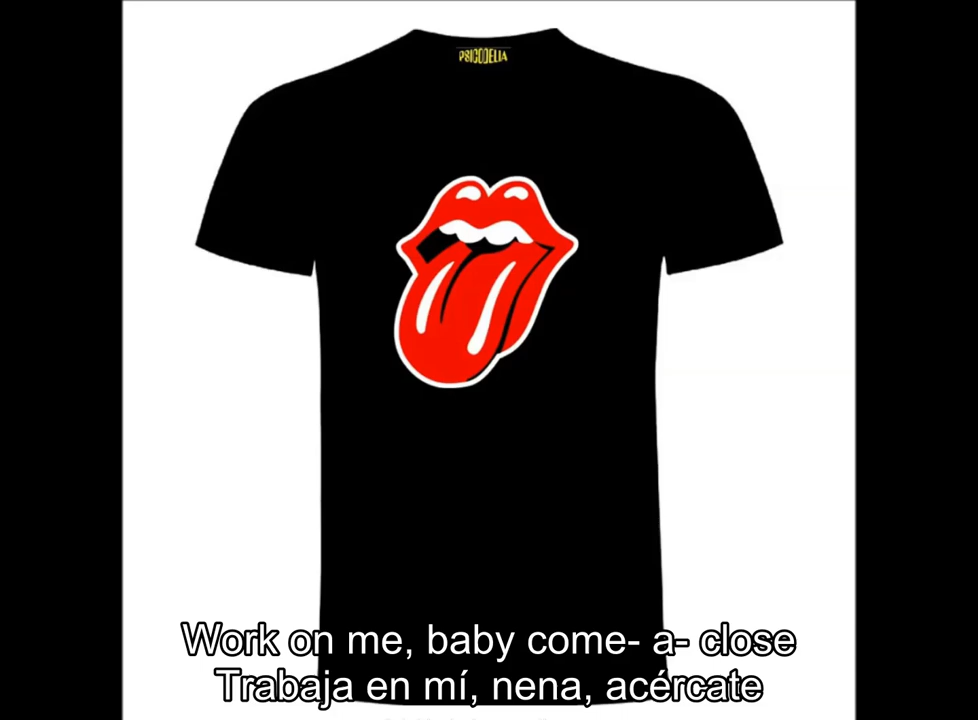 PSICODELIA
Work on me, baby come- a- close
Trabaja en mí, nena, acércate